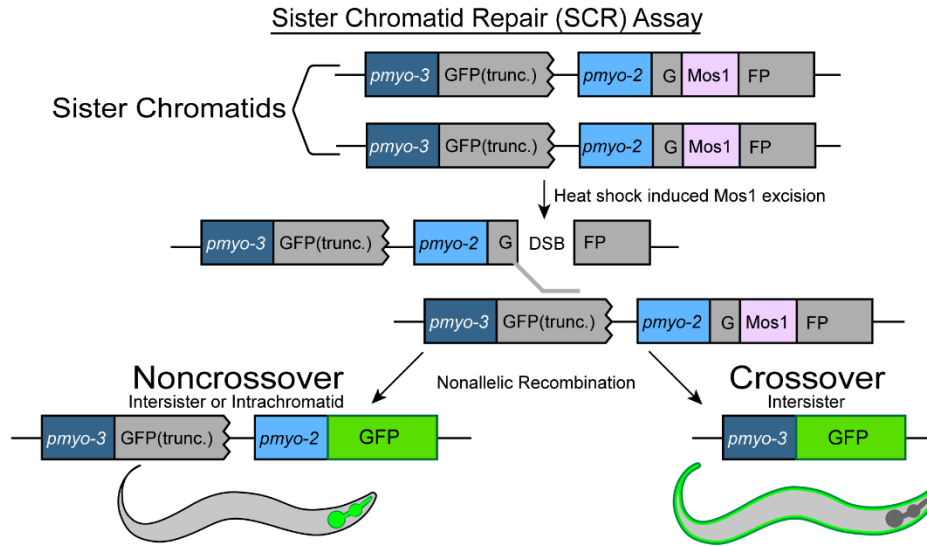 Sister Chromatid Repair (SCR) Assay
pmyo-3 GFP(trunc.) pmyo-2 G Mos1 FP
Sister Chromatids
pmyo-3 GFP(trunc.) pmyo-2 G Mos1 FP
Heat shock induced Mos1 excision
pmyo-3 GFP(trunc.) pmyo-2 G DSB FP
pmyo-3 GFP(trunc.) pmyo-2 G Mos1 FP
Noncrossover
Intersister or Intrachromatid
Nonallelic Recombination
Crossover
Intersister
pmyo-3 GFP(trunc.) pmyo-2 GFP
pmyo-3 GFP